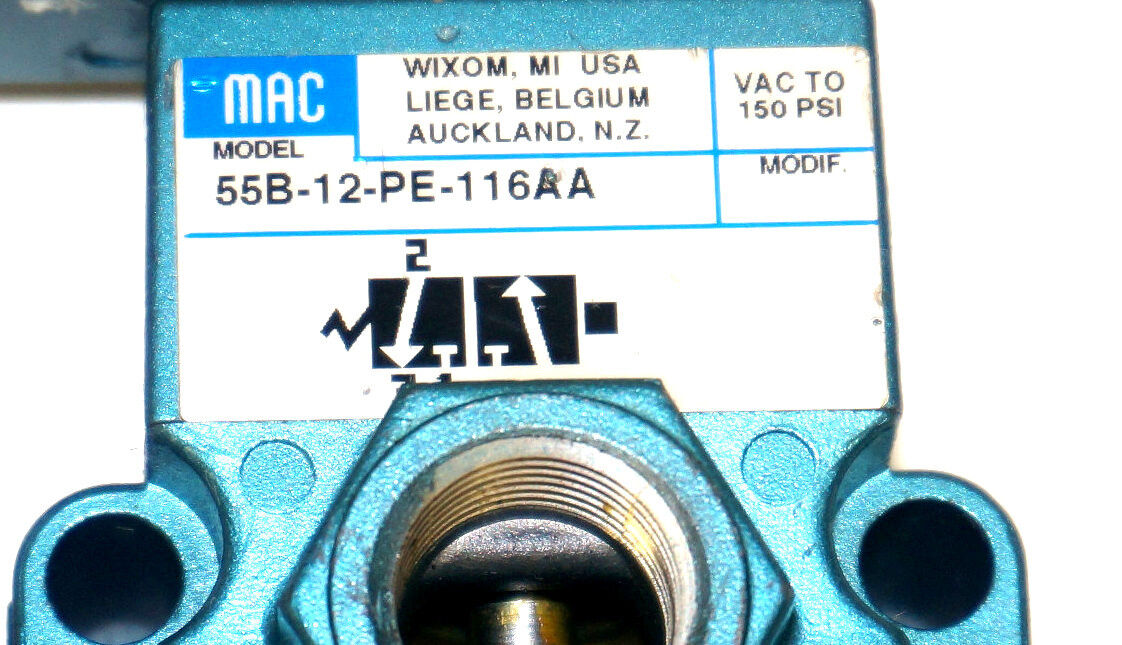 MAC
WIXOM, MI USA
LIEGE, BELGIUM
AUCKLAND, N.Z.
VAC TO
150 PSI
MODEL
MODIF.
55B-12-PE-116AA
2